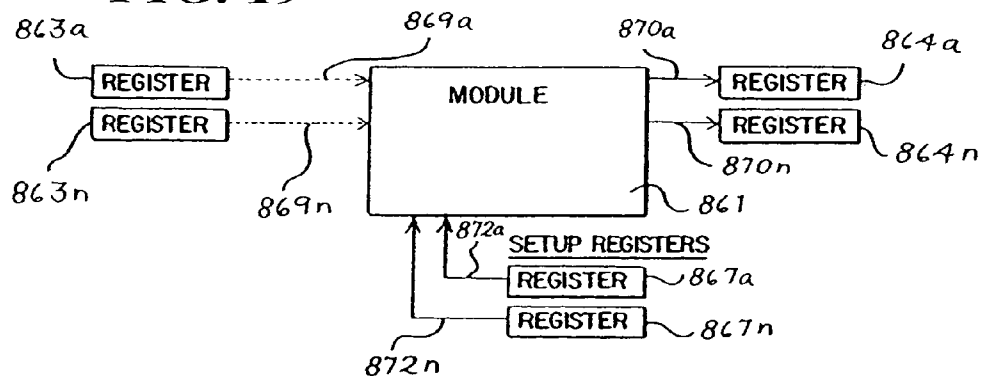 863a
869a
870a
864a
REGISTER
MODULE
REGISTER
REGISTER
REGISTER
863n
869n
870n
864n
861
872a
SETUP REGISTERS
REGISTER
867a
REGISTER
867n
872n